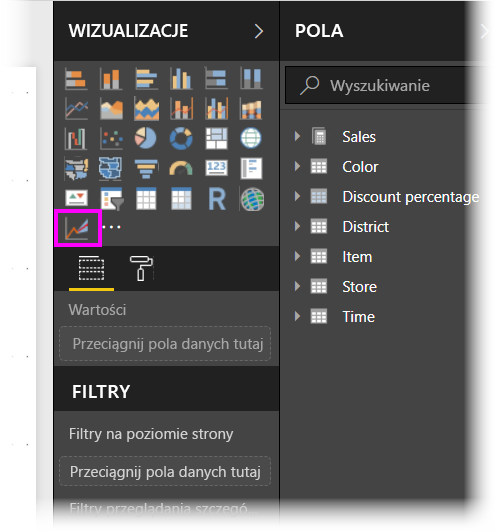 WIZUALIZACJE
POLA
Wyszukiwanie
123
R
Sales
Color
Discount percentage
District
Item
Store
Time
Wartości
Przeciągnij pola danych tutaj
FILTRY
Filtry na poziomie strony
Przeciągnij pola danych tutaj
Filtry przeglądania szczegó..